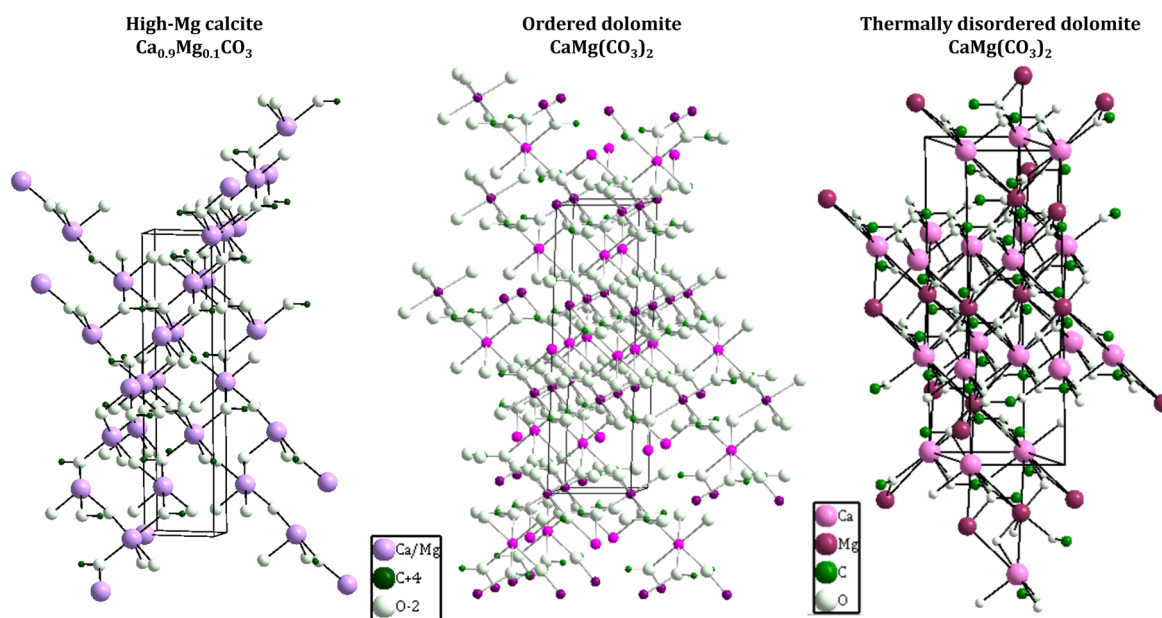 High-Mg calcite
Ca₀.₉Mg₀.₁CO₃
Ordered dolomite
CaMg(CO₃)₂
Thermally disordered dolomite
CaMg(CO₃)₂
Ca/Mg
C+4
O-2
Ca
Mg
C
O